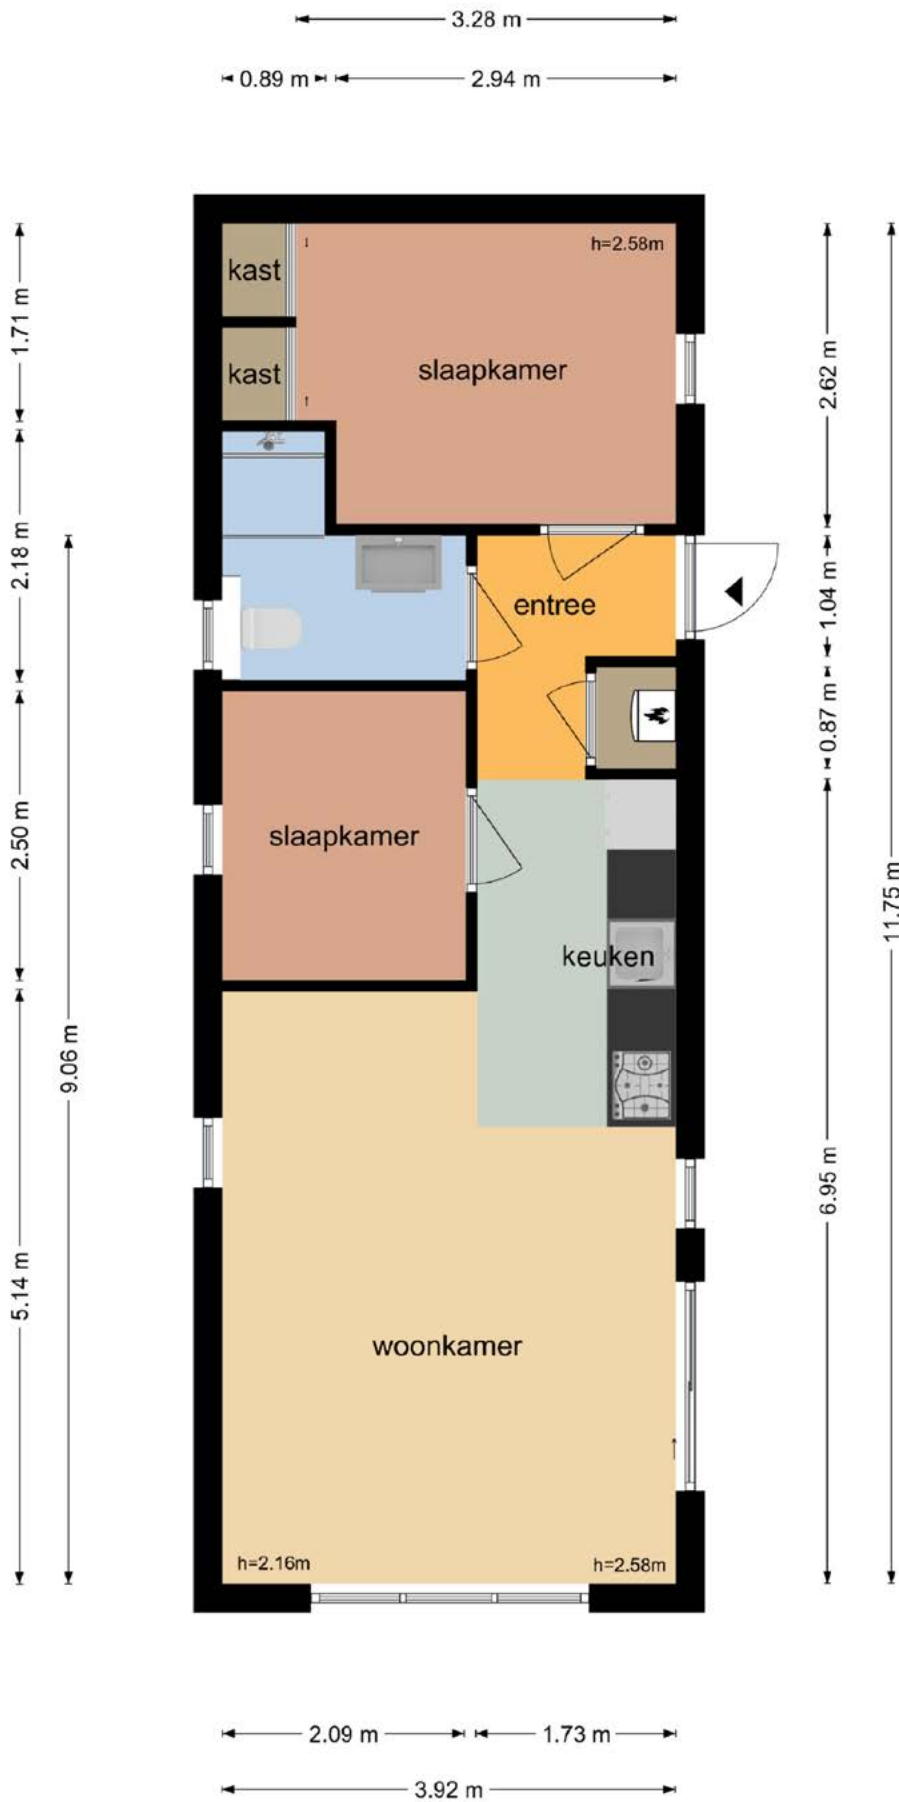 3.28 m
0.89 m
2.94 m
kast
h=2.58m
kast
slaapkamer
1.71 m
2.62 m
2.18 m
entree
1.04 m
0.87 m
slaapkamer
2.50 m
keuken
11.75 m
9.06 m
6.95 m
5.14 m
woonkamer
h=2.16m
h=2.58m
2.09 m
1.73 m
3.92 m